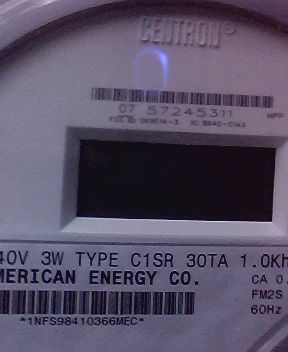 CENTRON®
07 57245311
40V 3W TYPE C1SR 30TA 1.0Kh
MERICAN ENERGY CO.
CA 0.
FM2S
60Hz
*1NFS98410366MEC*